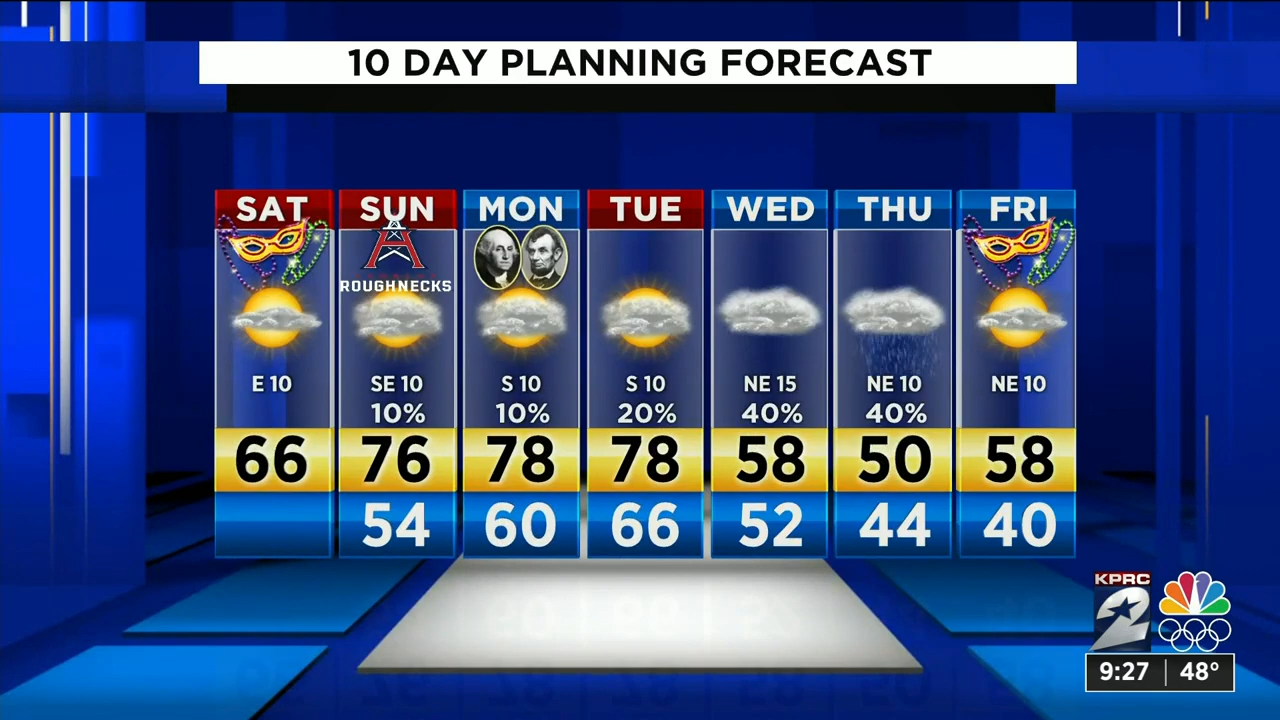 10 DAY PLANNING FORECAST
SAT SUN MON TUE WED THU FRI
ROUGHNECKS
E 10 SE 10 S 10 S 10 NE 15 NE 10 NE 10
10% 10% 20% 40% 40%
66 76 78 78 58 50 58
54 60 66 52 44 40
KPRC
2
9:27 48°